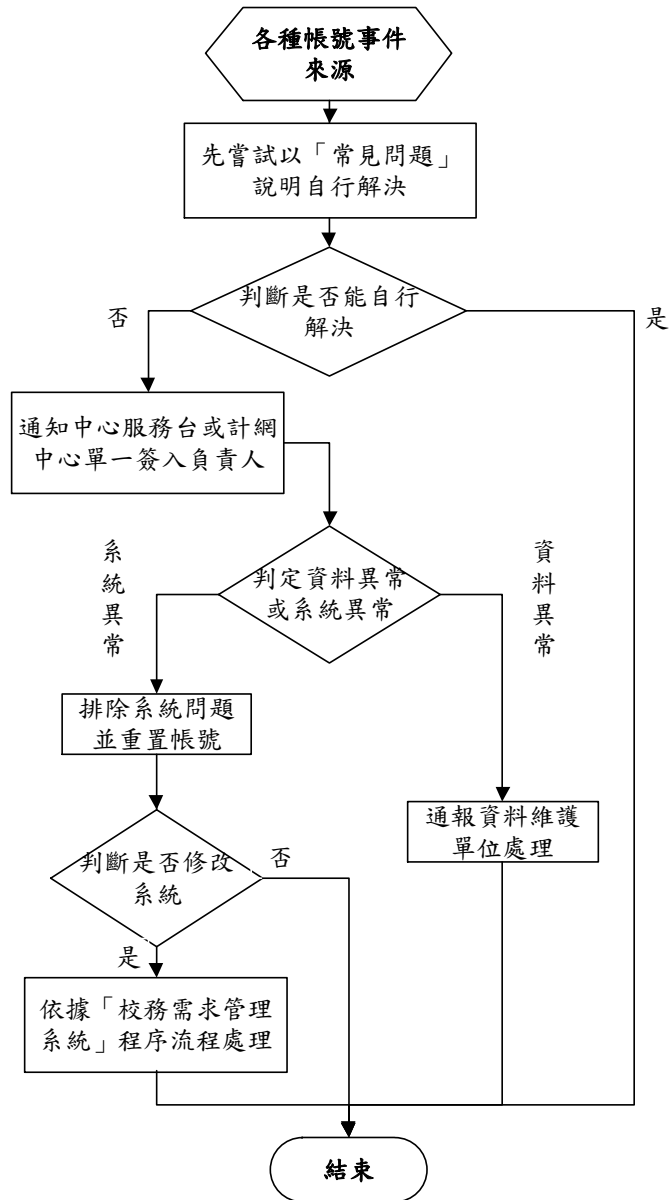 各種帳號事件
來源
先嘗試以「常見問題」
說明自行解決
判斷是否能自行
解決
否
是
通知中心服務台或計網
中心單一簽入負責人
系統異常
判定資料異常
或系統異常
資料異常
排除系統問題
並重置帳號
通報資料維護
單位處理
判斷是否修改
系統
否
是
依據「校務需求管理
系統」程序流程處理
結束